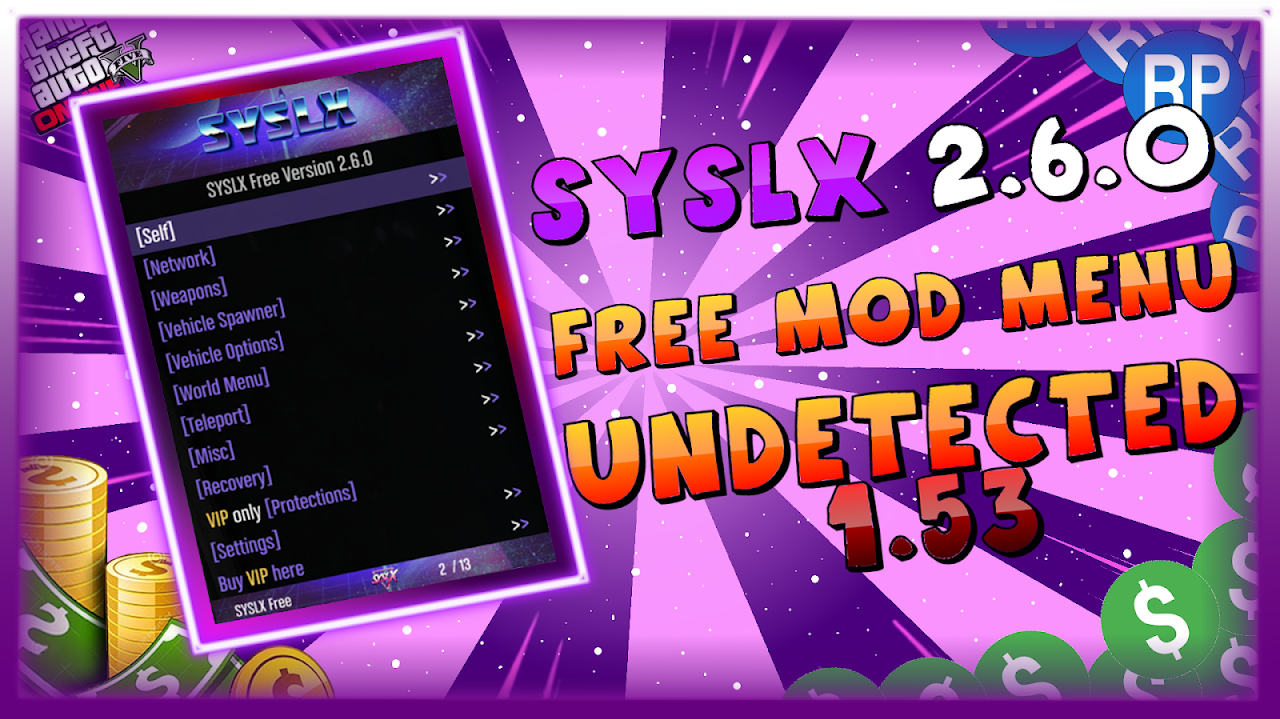 grand
theft
auto V
FIVE
ONLINE
SYSLX
SYSLX Free Version 2.6.0
[Self] >>
[Network] >>
[Weapons] >>
[Vehicle Spawner] >>
[Vehicle Options] >>
[World Menu] >>
[Teleport] >>
[Misc] >>
[Recovery] >>
VIP only [Protections]
[Settings] >>
Buy VIP here >>
SYSLX Free 2 / 13
RP
RP
SYSLX 2.6.0
FREE MOD MENU
UNDETECTED
1.53
$
$
$
$